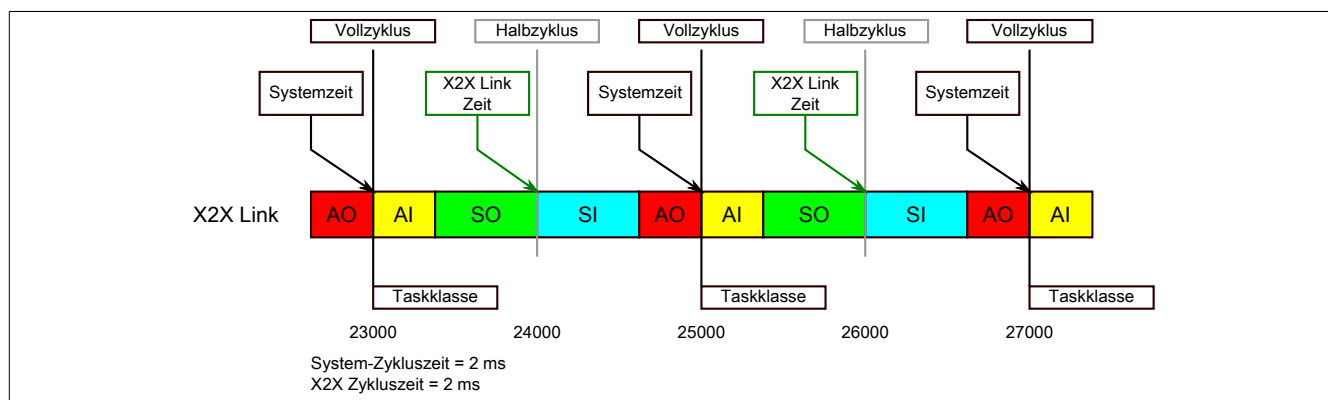 Vollzyklus Halbzyklus Vollzyklus Halbzyklus Vollzyklus
Systemzeit X2X Link Zeit Systemzeit X2X Link Zeit Systemzeit
X2X Link AO AI SO SI AO AI SO SI AO AI
Taskklasse Taskklasse Taskklasse
23000 24000 25000 26000 27000
System-Zykluszeit = 2 ms
X2X Zykluszeit = 2 ms